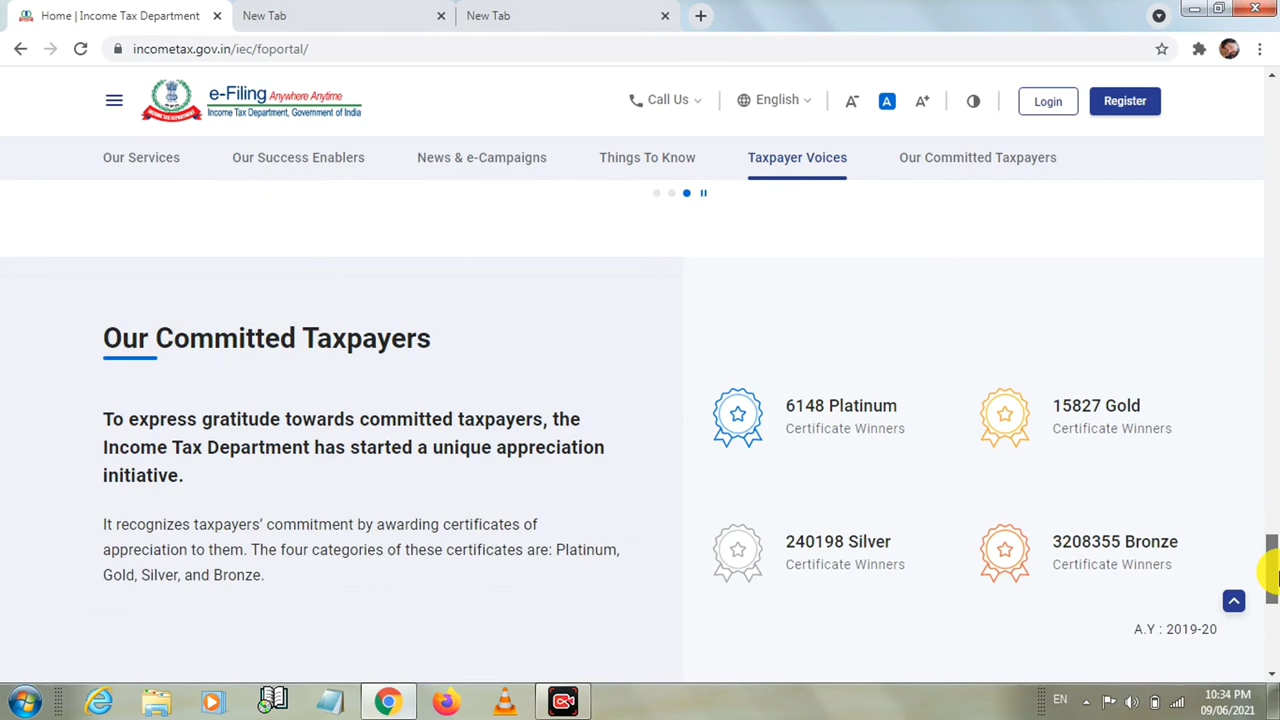 Home | Income Tax Department
New Tab
New Tab
incometax.gov.in/iec/foportal/
e-Filing Anywhere Anytime
Income Tax Department, Government of India
Call Us
English
A-
A
A+
Login
Register
Our Services
Our Success Enablers
News & e-Campaigns
Things To Know
Taxpayer Voices
Our Committed Taxpayers
Our Committed Taxpayers
To express gratitude towards committed taxpayers, the
Income Tax Department has started a unique appreciation
initiative.
It recognizes taxpayers' commitment by awarding certificates of
appreciation to them. The four categories of these certificates are: Platinum,
Gold, Silver, and Bronze.
6148 Platinum
Certificate Winners
15827 Gold
Certificate Winners
240198 Silver
Certificate Winners
3208355 Bronze
Certificate Winners
A.Y : 2019-20
EN
10:34 PM
09/06/2021